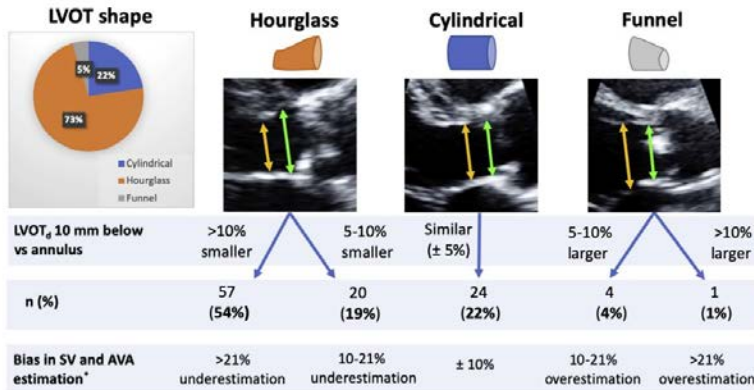 LVOT shape
Hourglass
Cylindrical
Funnel
5%
22%
73%
Cylindrical
Hourglass
Funnel
LVOTd 10 mm below
vs annulus
>10%
smaller
5-10%
smaller
Similar
(± 5%)
5-10%
larger
>10%
larger
n (%)
57
(54%)
20
(19%)
24
(22%)
4
(4%)
1
(1%)
Bias in SV and AVA
estimation*
>21%
underestimation
10-21%
underestimation
± 10%
10-21%
overestimation
>21%
overestimation